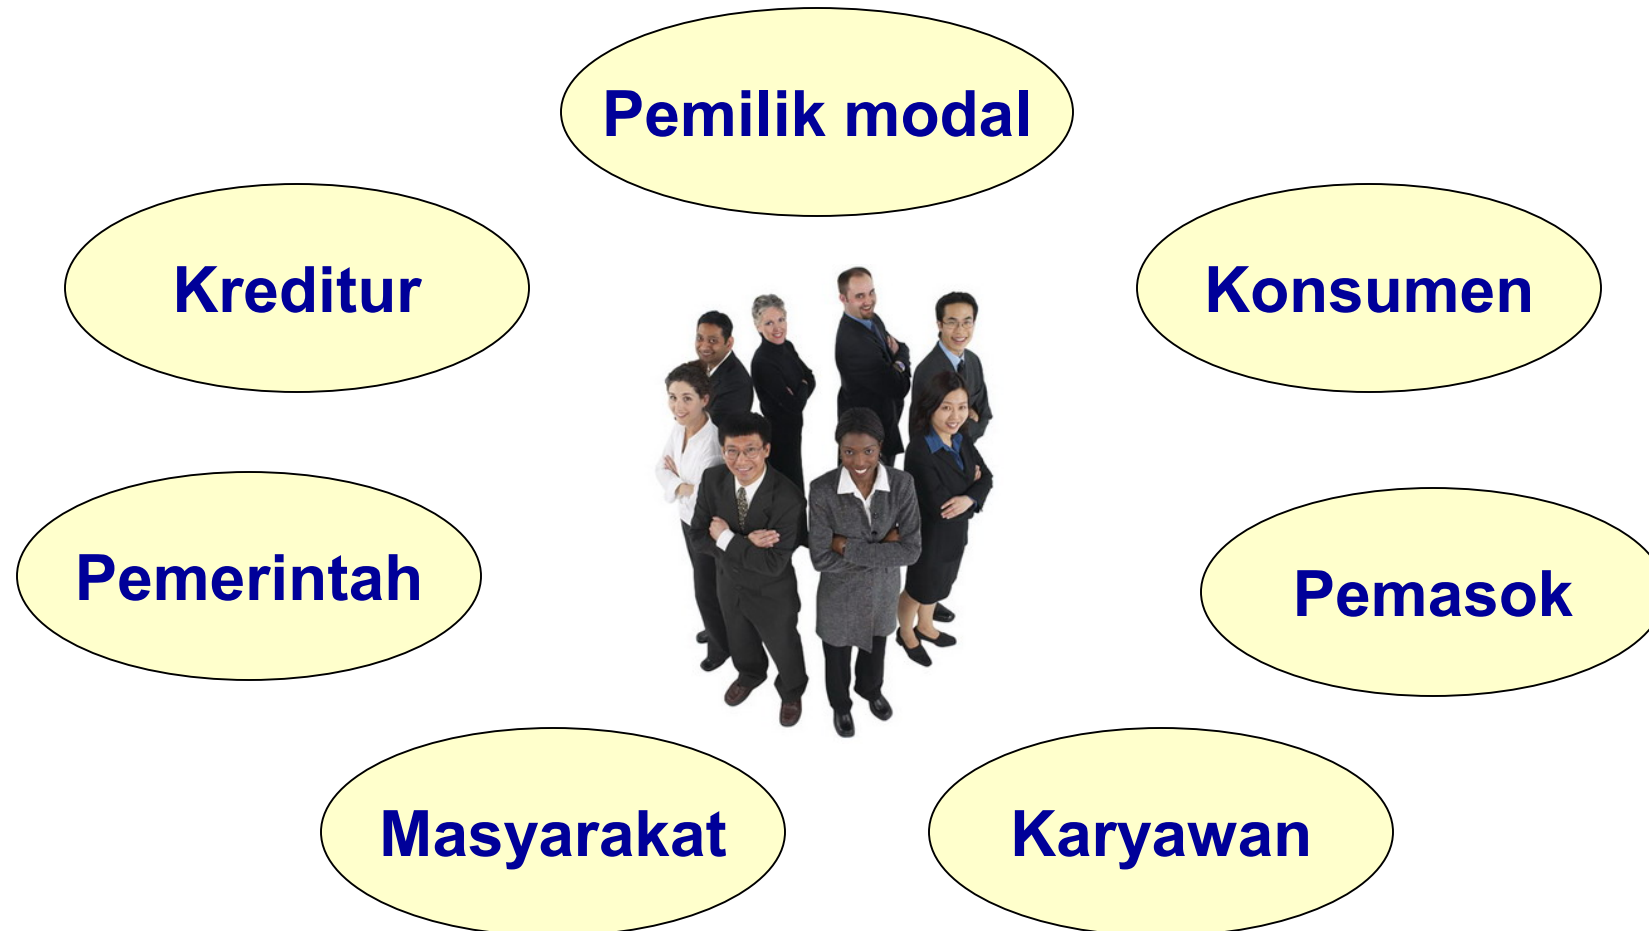 Pemilik modal
Kreditur
Konsumen
Pemerintah
Pemasok
Masyarakat
Karyawan